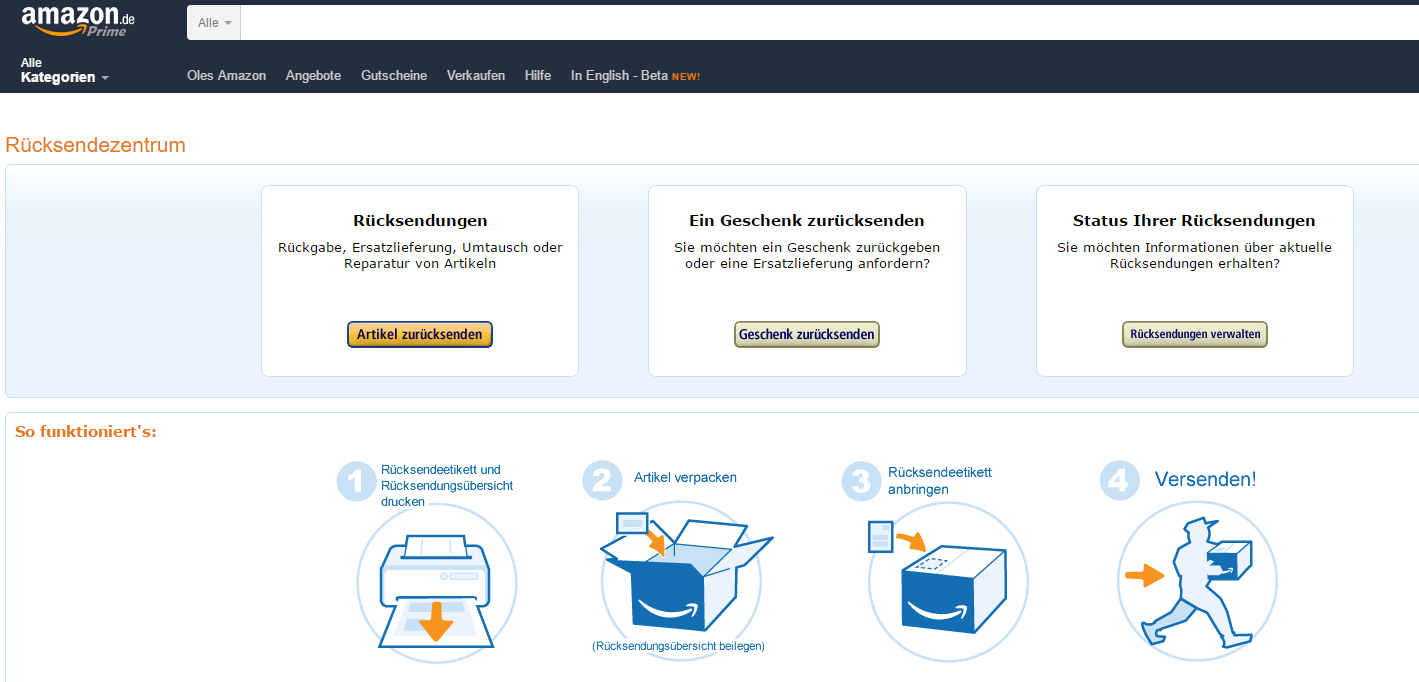 amazon.de
Prime
Alle
Alle
Kategorien
Oles Amazon Angebote Gutscheine Verkaufen Hilfe In English - Beta NEW!
Rücksendezentrum
Rücksendungen
Rückgabe, Ersatzlieferung, Umtausch oder
Reparatur von Artikeln
Artikel zurücksenden
Ein Geschenk zurücksenden
Sie möchten ein Geschenk zurückgeben
oder eine Ersatzlieferung anfordern?
Geschenk zurücksenden
Status Ihrer Rücksendungen
Sie möchten Informationen über aktuelle
Rücksendungen erhalten?
Rücksendungen verwalten
So funktioniert's:
1
Rücksendeetikett und
Rücksendungsübersicht
drucken
2
Artikel verpacken
(Rücksendungsübersicht beilegen)
3
Rücksendeetikett
anbringen
4
Versenden!